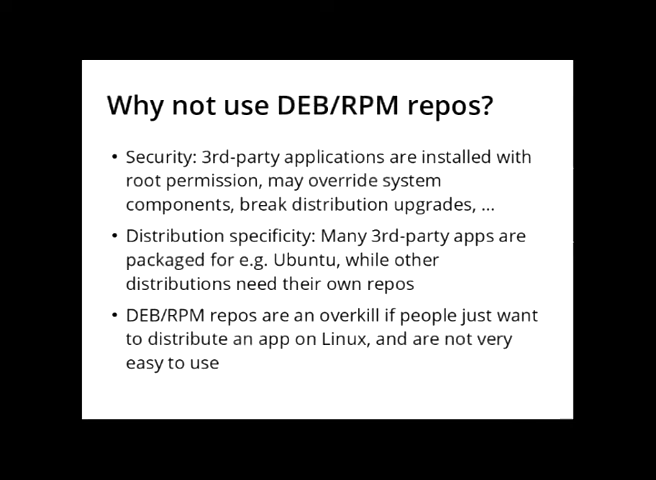 Why not use DEB/RPM repos?
• Security: 3rd-party applications are installed with
root permission, may override system
components, break distribution upgrades, ...
• Distribution specificity: Many 3rd-party apps are
packaged for e.g. Ubuntu, while other
distributions need their own repos
• DEB/RPM repos are an overkill if people just want
to distribute an app on Linux, and are not very
easy to use